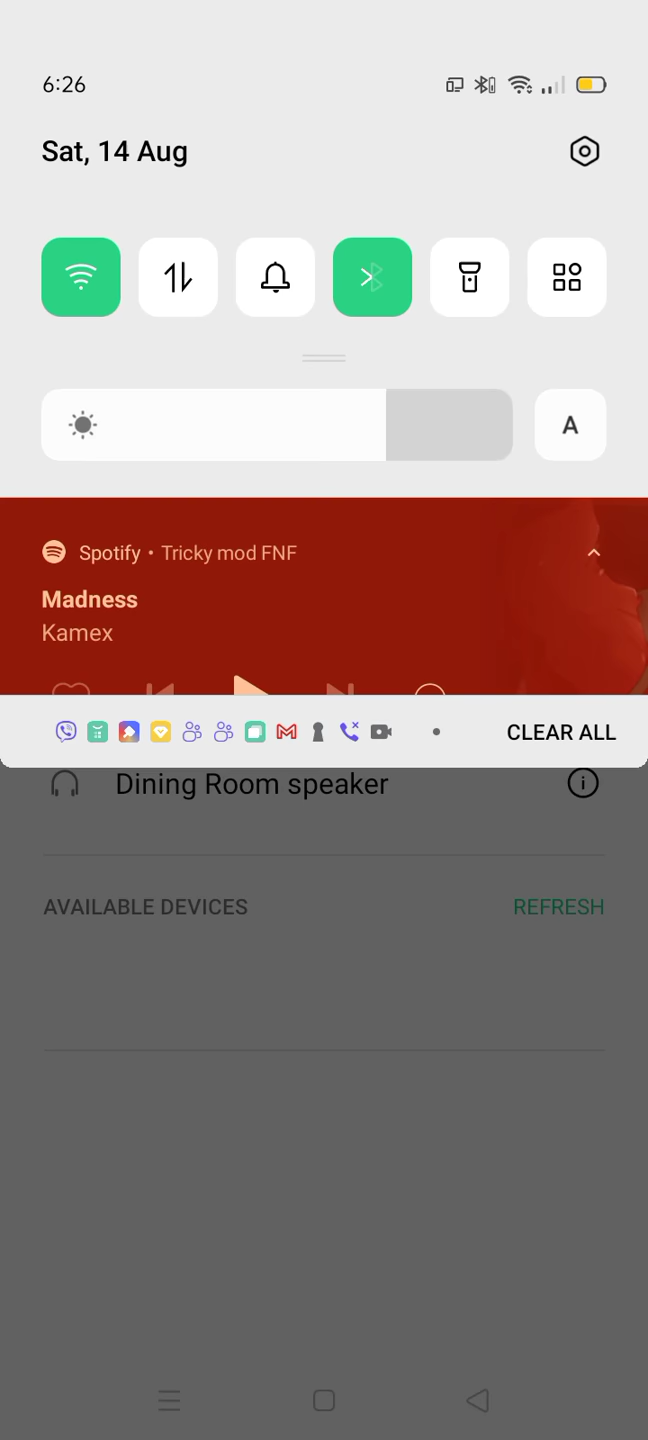 6:26
Sat, 14 Aug
A
Spotify • Tricky mod FNF
Madness
Kamex
CLEAR ALL
Dining Room speaker
AVAILABLE DEVICES REFRESH